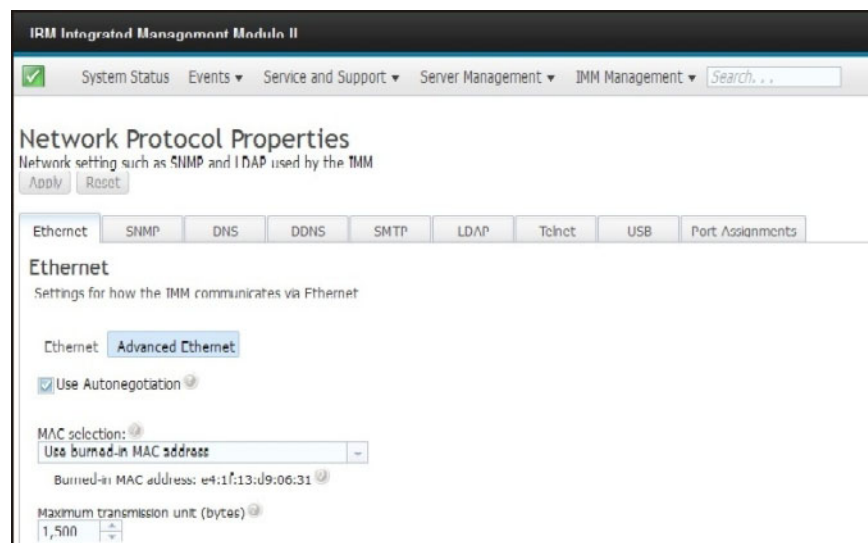 IBM Integrated Management Module II
System Status Events Service and Support Server Management IMM Management Search...
Network Protocol Properties
Network setting such as SNMP and LDAP used by the IMM
Apply Reset
Ethernet SNMP DNS DDNS SMTP LDAP Telnet USB Port Assignments
Ethernet
Settings for how the IMM communicates via Ethernet
Ethernet Advanced Ethernet
Use Autonegotiation
MAC selection:
Use burned-in MAC address
Burned-in MAC address: e4:1f:13:d9:06:31
Maximum transmission unit (bytes)
1,500